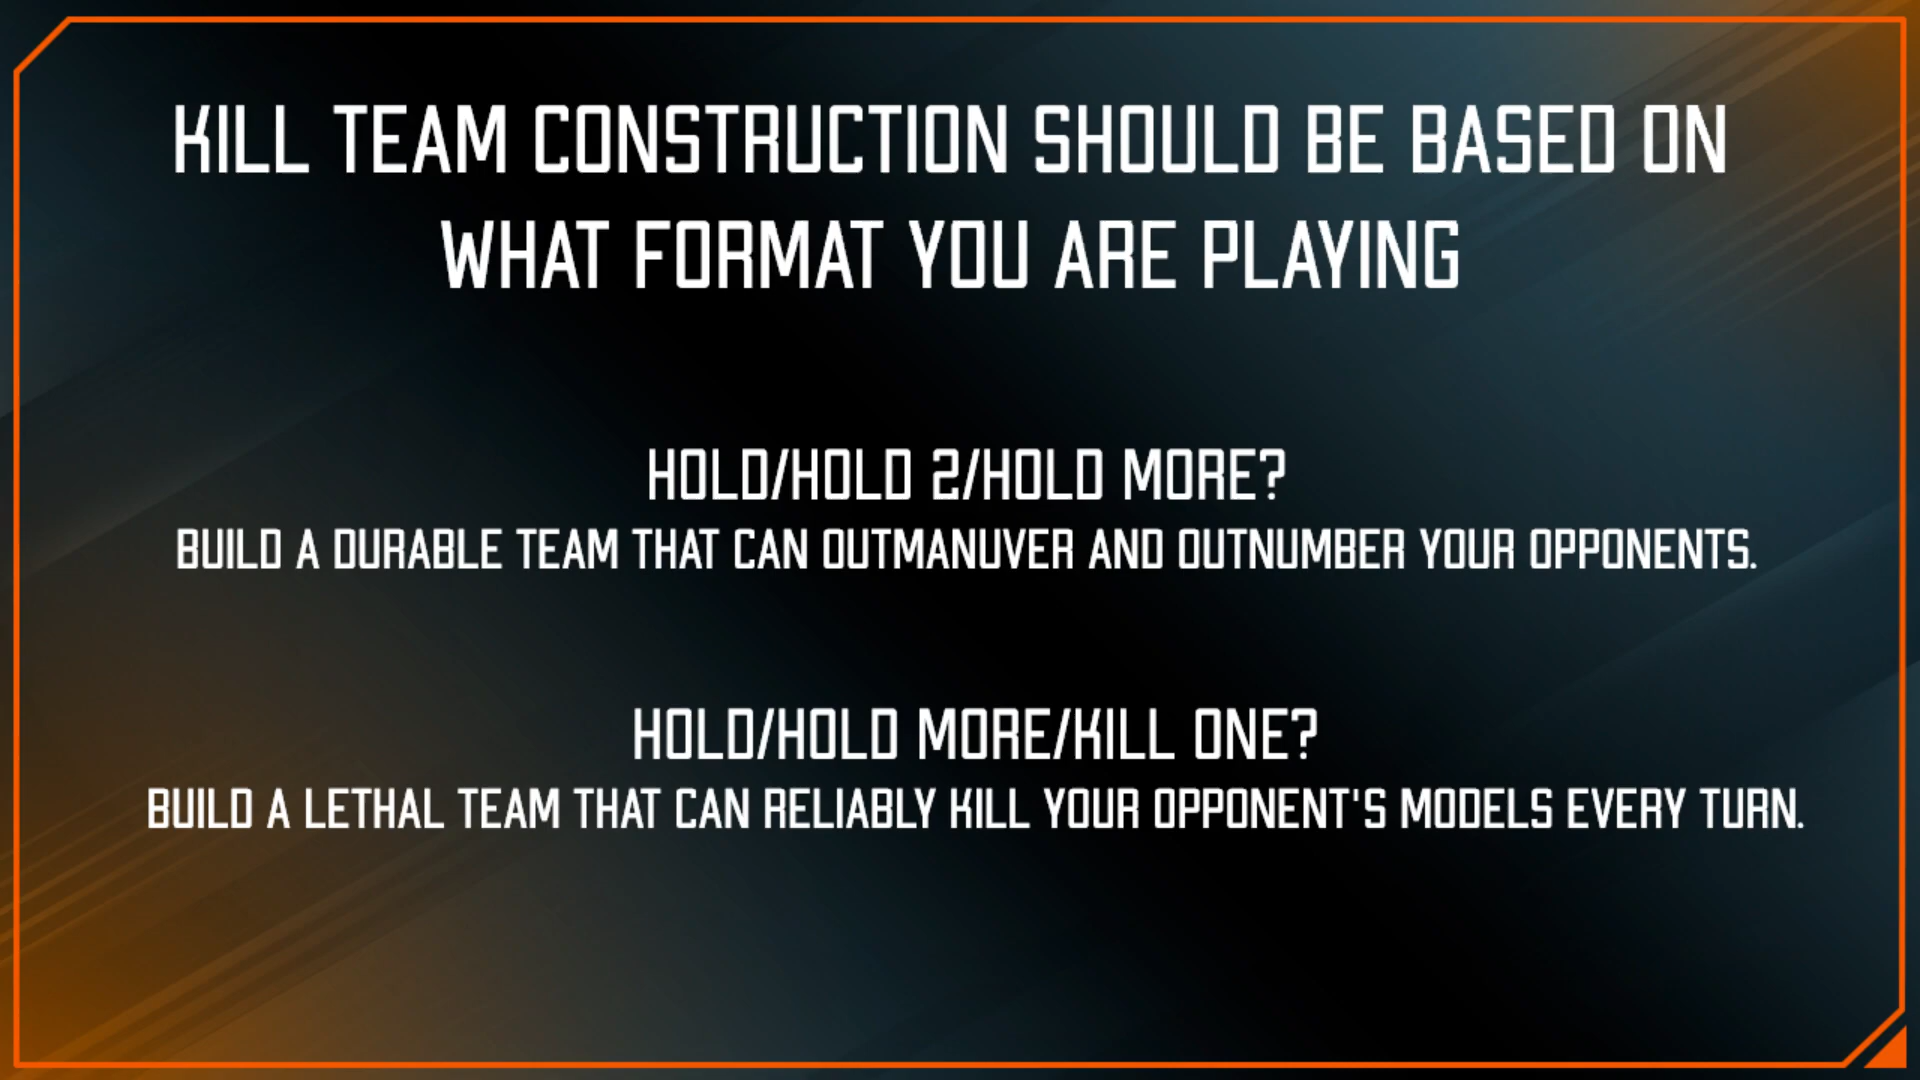 KILL TEAM CONSTRUCTION SHOULD BE BASED ON
WHAT FORMAT YOU ARE PLAYING
HOLD/HOLD 2/HOLD MORE?
BUILD A DURABLE TEAM THAT CAN OUTMANUVER AND OUTNUMBER YOUR OPPONENTS.
HOLD/HOLD MORE/KILL ONE?
BUILD A LETHAL TEAM THAT CAN RELIABLY KILL YOUR OPPONENT'S MODELS EVERY TURN.